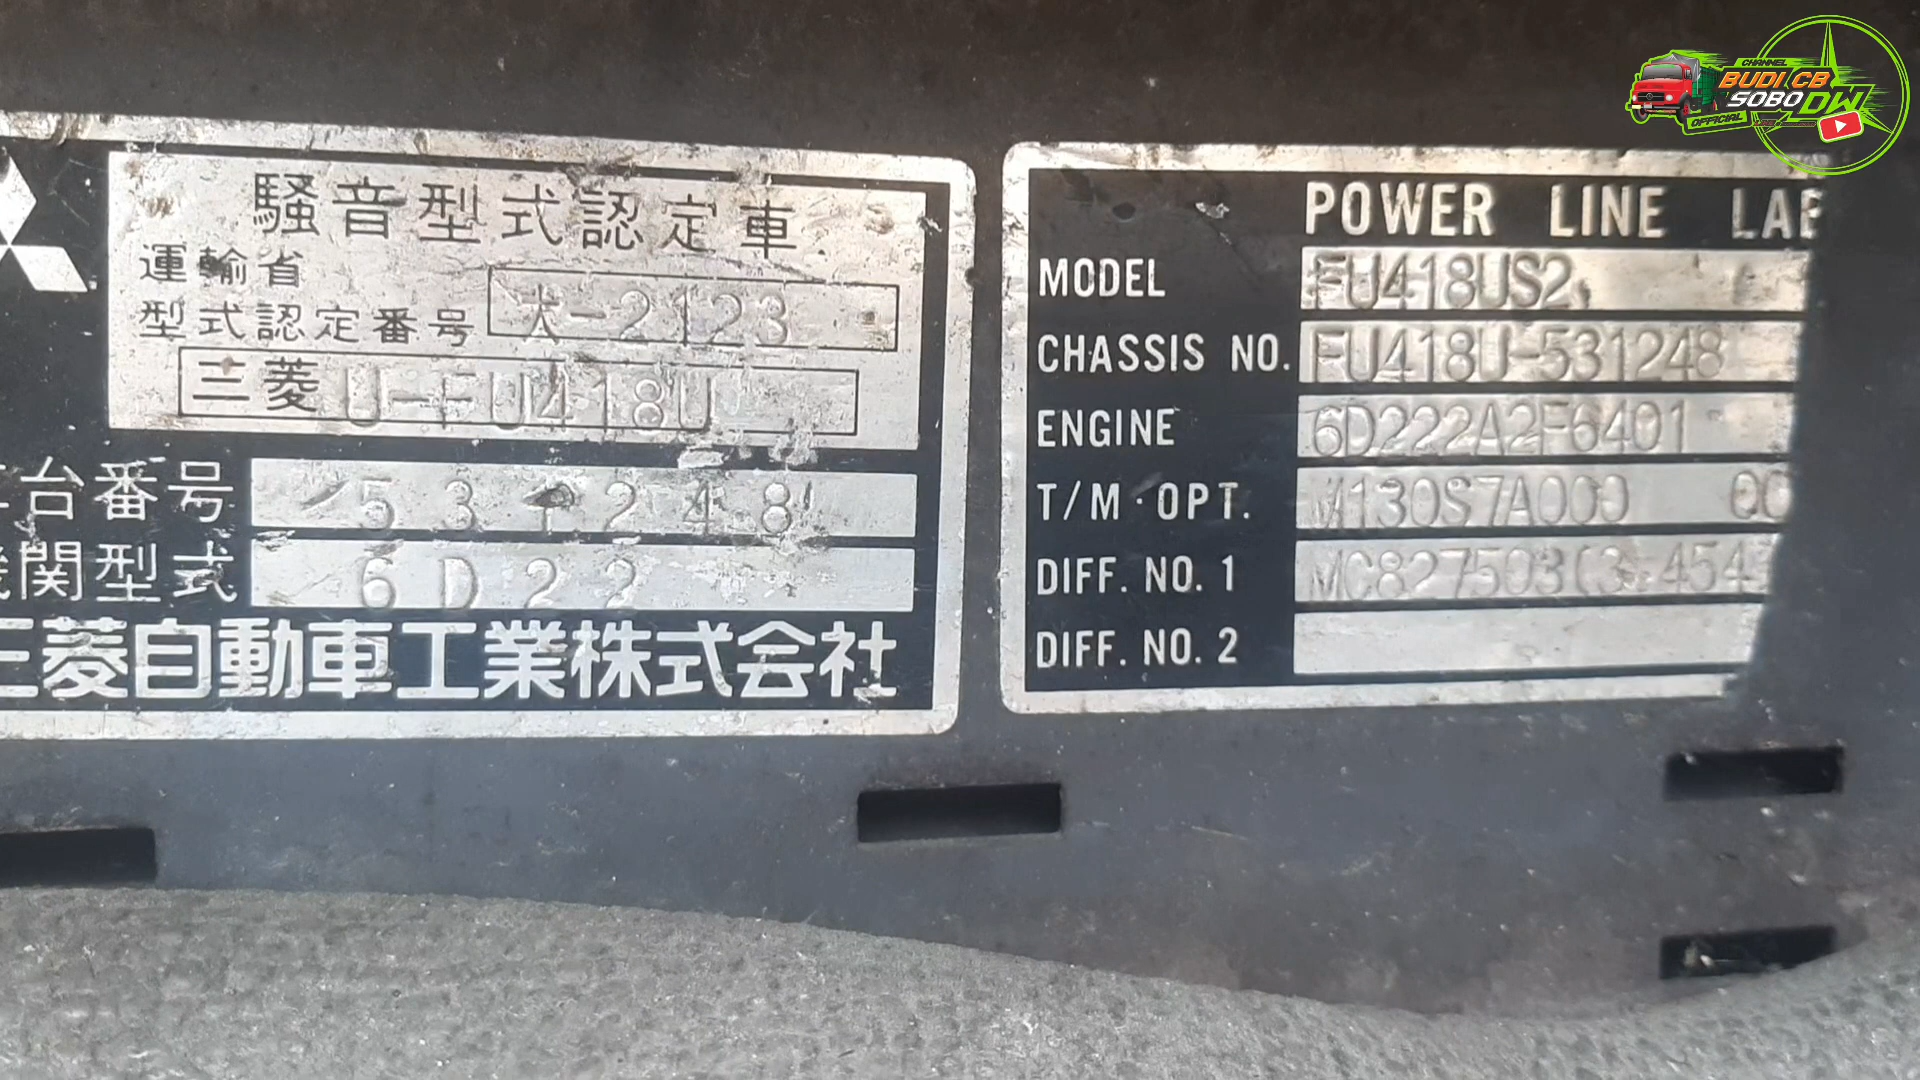 騒音型式認定車
運輸省
型式認定番号 大-2123
三菱 U-FU418U
台番号 531248
関型式 6D22
三菱自動車工業株式会社
POWER LINE
MODEL FU418US2
CHASSIS NO. FU418U-531248
ENGINE 6D222A2F6401
T/M·OPT. M130S7A000
DIFF. NO. 1 MC827503(3.454
DIFF. NO. 2
CHANNEL
BUDI CB
SOBO DW
OFFICIAL